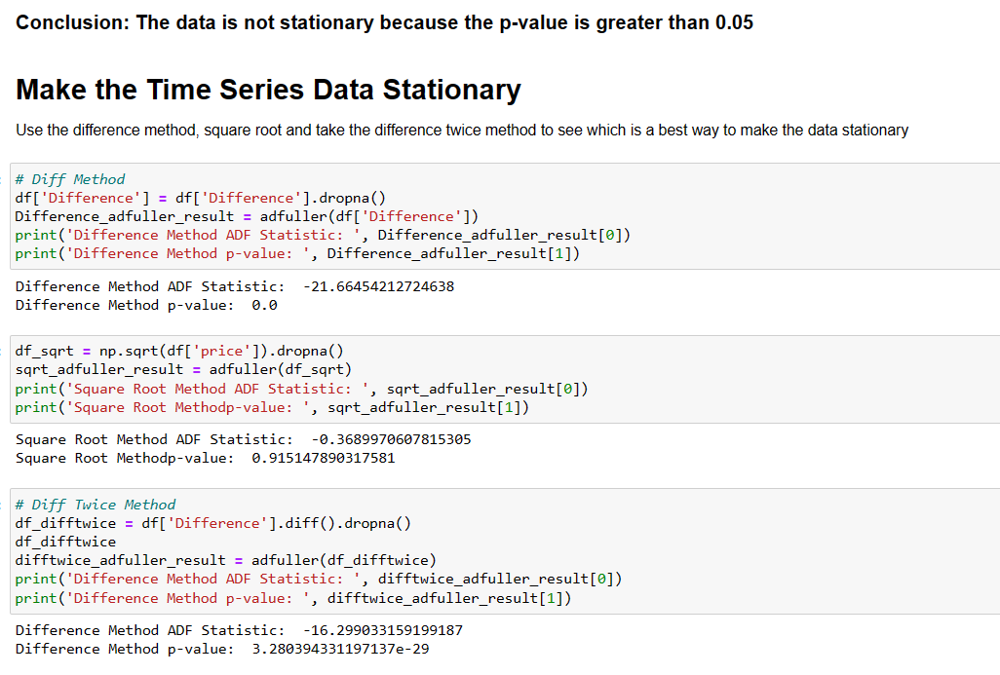 Conclusion: The data is not stationary because the p-value is greater than 0.05
Make the Time Series Data Stationary
Use the difference method, square root and take the difference twice method to see which is a best way to make the data stationary
# Diff Method
df['Difference'] = df['Difference'].dropna()
Difference_adfuller_result = adfuller(df['Difference'])
print('Difference Method ADF Statistic: ', Difference_adfuller_result[0])
print('Difference Method p-value: ', Difference_adfuller_result[1])
Difference Method ADF Statistic:  -21.66454212724638
Difference Method p-value:  0.0
df_sqrt = np.sqrt(df['price']).dropna()
sqrt_adfuller_result = adfuller(df_sqrt)
print('Square Root Method ADF Statistic: ', sqrt_adfuller_result[0])
print('Square Root Methodp-value: ', sqrt_adfuller_result[1])
Square Root Method ADF Statistic:  -0.3689970607815305
Square Root Methodp-value:  0.915147890317581
# Diff Twice Method
df_difftwice = df['Difference'].diff().dropna()
df_difftwice
difftwice_adfuller_result = adfuller(df_difftwice)
print('Difference Method ADF Statistic: ', difftwice_adfuller_result[0])
print('Difference Method p-value: ', difftwice_adfuller_result[1])
Difference Method ADF Statistic:  -16.299033159199187
Difference Method p-value:  3.280394331197137e-29